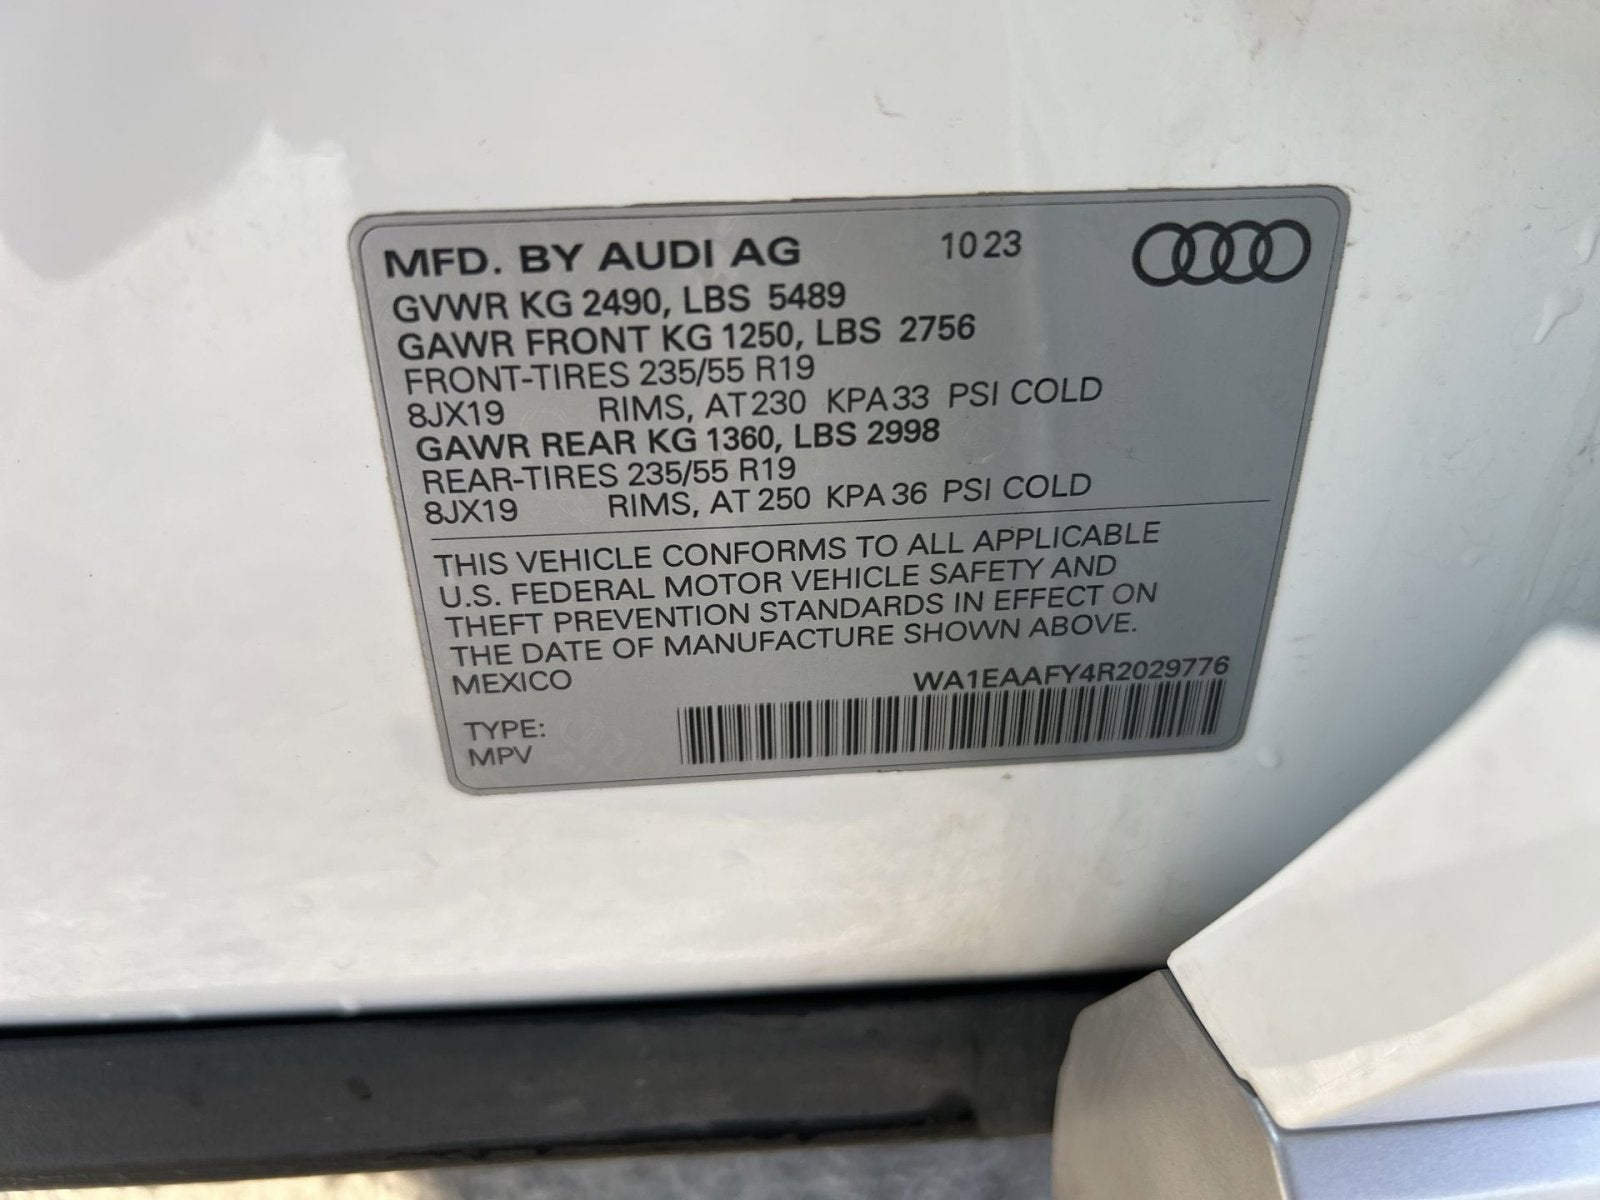 MFD. BY AUDI AG 10 23
GVWR KG 2490, LBS 5489
GAWR FRONT KG 1250, LBS 2756
FRONT-TIRES 235/55 R19
8JX19 RIMS, AT 230 KPA 33 PSI COLD
GAWR REAR KG 1360, LBS 2998
REAR-TIRES 235/55 R19
8JX19 RIMS, AT 250 KPA 36 PSI COLD
THIS VEHICLE CONFORMS TO ALL APPLICABLE
U.S. FEDERAL MOTOR VEHICLE SAFETY AND
THEFT PREVENTION STANDARDS IN EFFECT ON
THE DATE OF MANUFACTURE SHOWN ABOVE.
MEXICO WA1EAAFY4R2029776
TYPE:
MPV